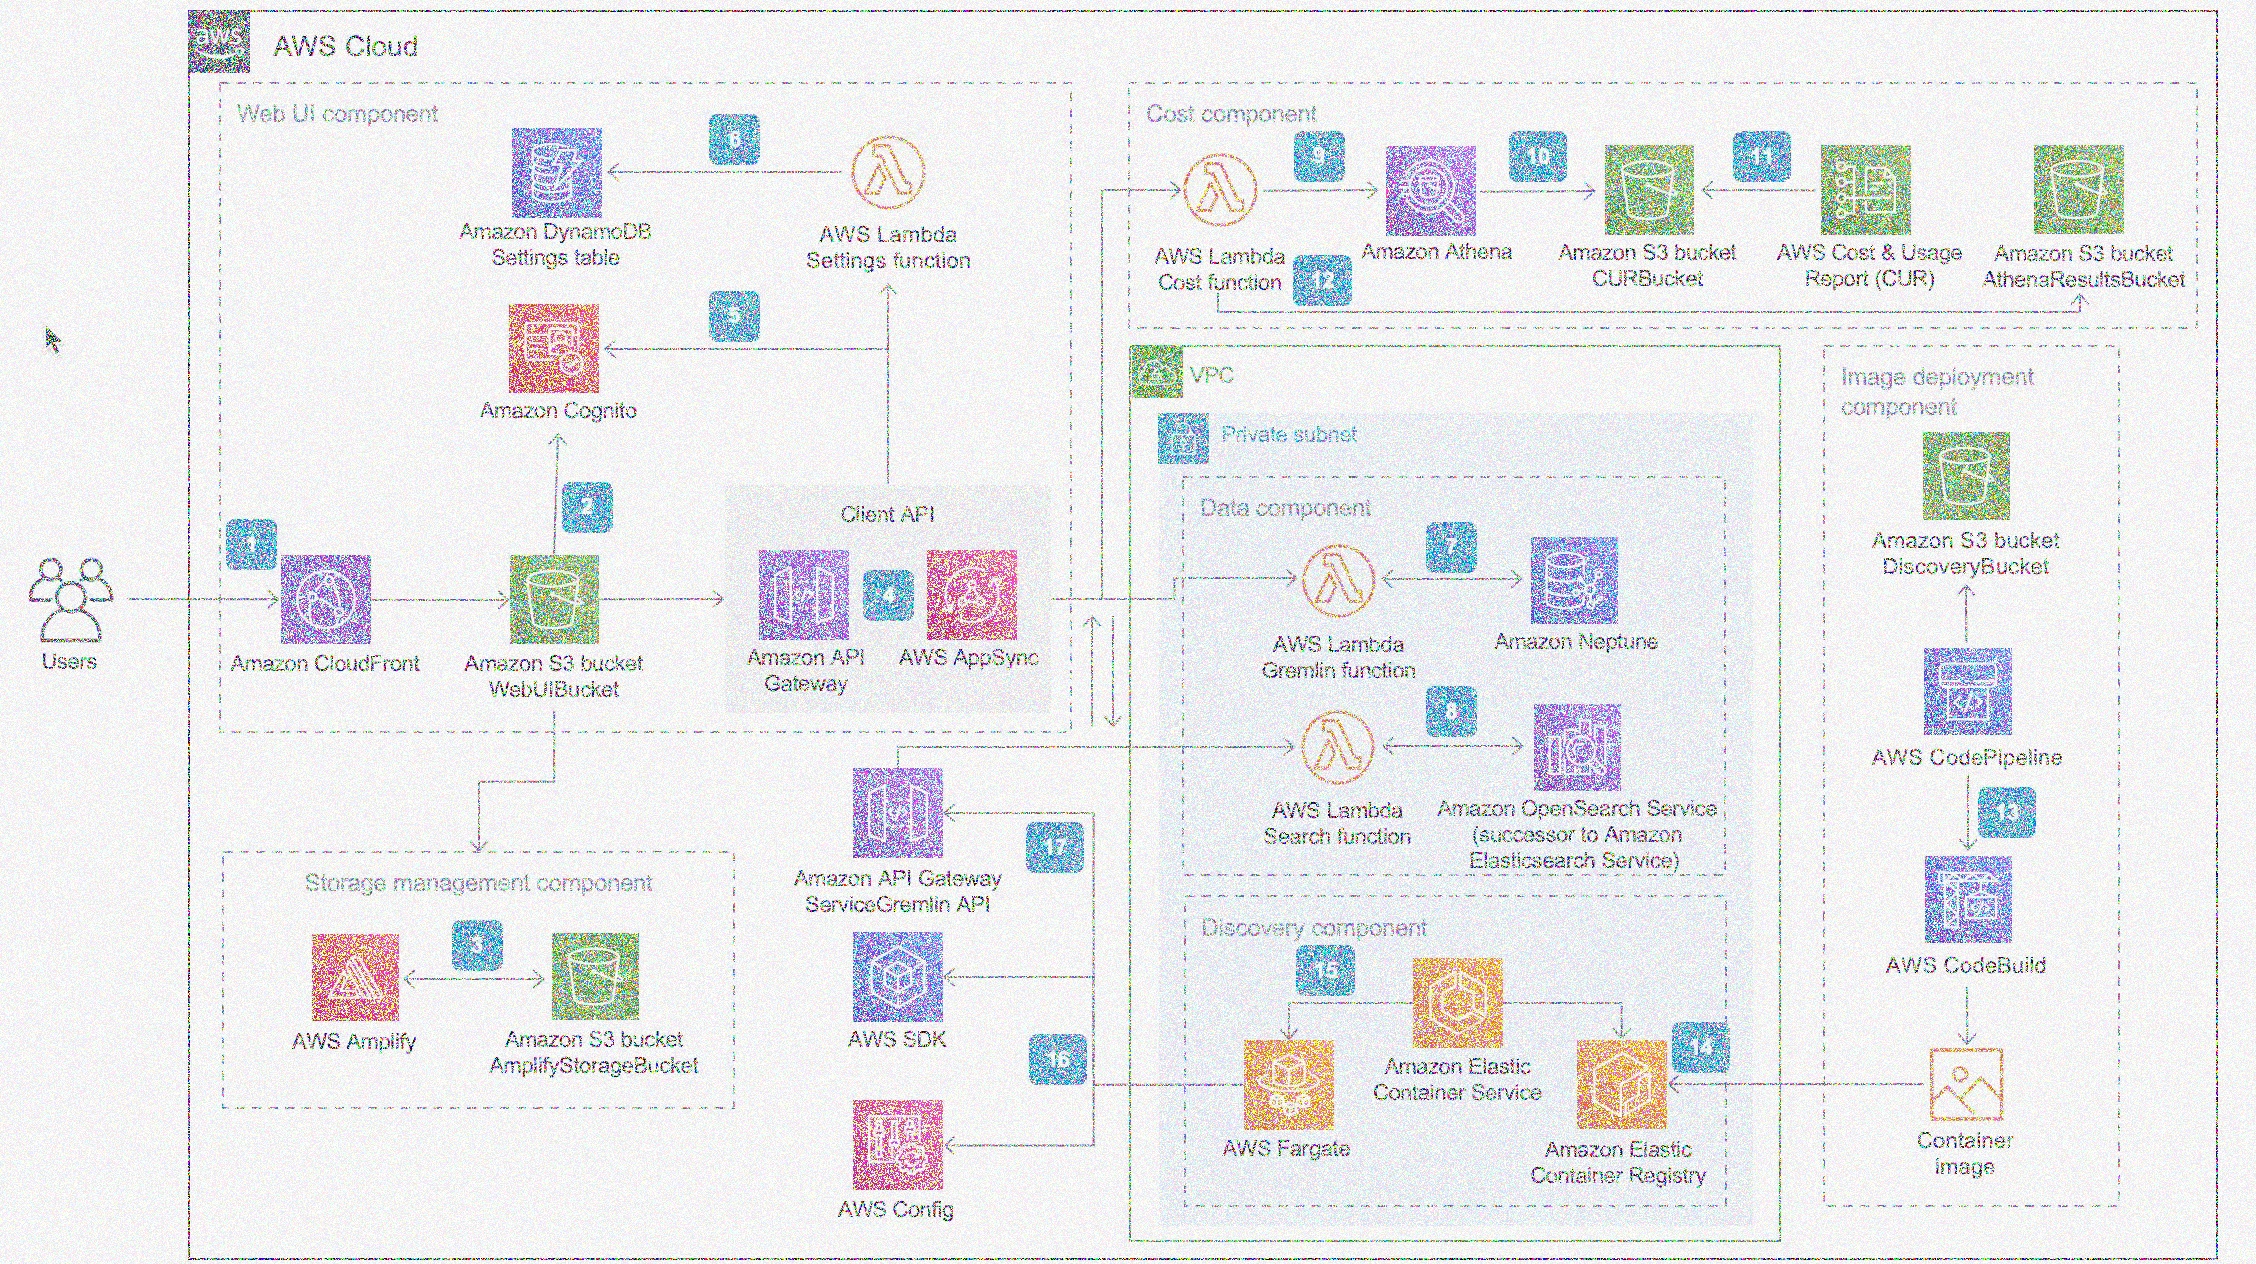 aws
AWS Cloud
Web UI component
6
Amazon DynamoDB
Settings table
AWS Lambda
Settings function
5
Amazon Cognito
2
1
Client API
4
Users
Amazon CloudFront
Amazon S3 bucket
WebUIBucket
Amazon API
Gateway
AWS AppSync
Storage management component
3
AWS Amplify
Amazon S3 bucket
AmplifyStorageBucket
Amazon API Gateway
ServiceGremlin API
17
AWS SDK
16
AWS Config
Cost component
9
10
11
AWS Lambda
Cost function
12
Amazon Athena
Amazon S3 bucket
CURBucket
AWS Cost & Usage
Report (CUR)
Amazon S3 bucket
AthenaResultsBucket
VPC
Private subnet
Data component
7
AWS Lambda
Gremlin function
Amazon Neptune
8
AWS Lambda
Search function
Amazon OpenSearch Service
(successor to Amazon
Elasticsearch Service)
Discovery component
15
14
Amazon Elastic
Container Service
AWS Fargate
Amazon Elastic
Container Registry
Image deployment
component
Amazon S3 bucket
DiscoveryBucket
AWS CodePipeline
13
AWS CodeBuild
Container
image